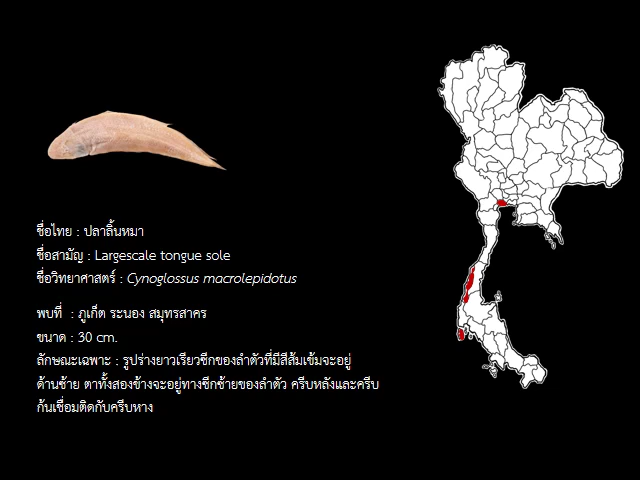 ชื่อไทย : ปลาลิ้นหมา
ชื่อสามัญ : Largescale tongue sole
ชื่อวิทยาศาสตร์ : Cynoglossus macrolepidotus
พบที่ : ภูเก็ต ระนอง สมุทรสาคร
ขนาด : 30 cm.
ลักษณะเฉพาะ : รูปร่างยาวเรียวซีกของลำตัวที่มีสีส้มเข้มจะอยู่
ด้านซ้าย ตาทั้งสองข้างจะอยู่ทางซีกซ้ายของลำตัว ครีบหลังและครีบ
ก้นเชื่อมติดกับครีบหาง